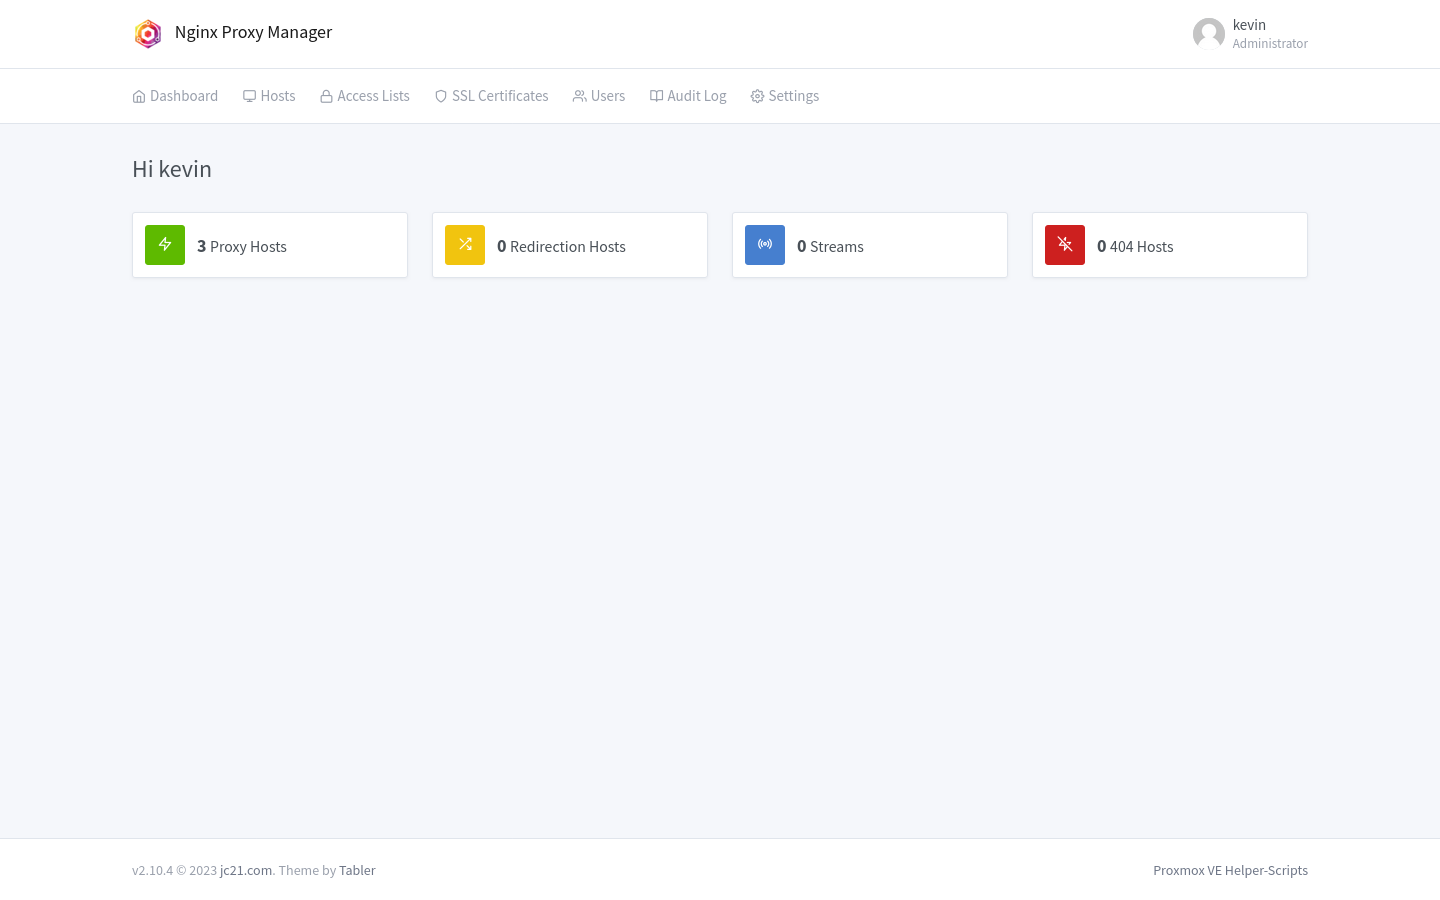 Nginx Proxy Manager
kevin
Administrator
Dashboard Hosts Access Lists SSL Certificates Users Audit Log Settings
Hi kevin
3 Proxy Hosts
0 Redirection Hosts
0 Streams
0 404 Hosts
v2.10.4 © 2023 jc21.com. Theme by Tabler
Proxmox VE Helper-Scripts